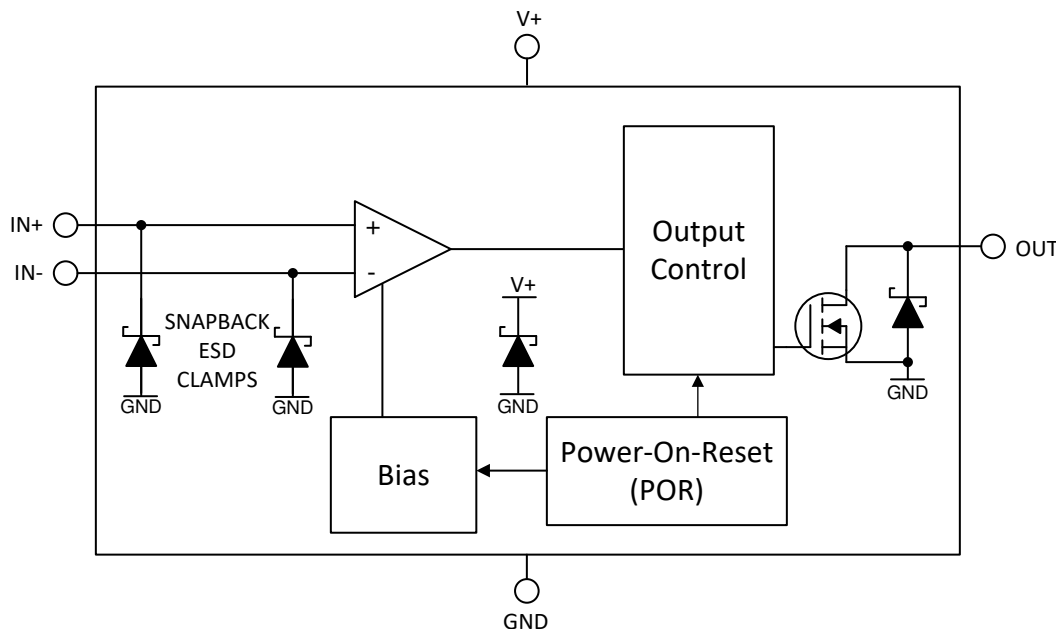 V+
IN+
IN-
+
-
SNAPBACK
ESD
CLAMPS
GND
GND
V+
GND
Output
Control
OUT
GND
Bias
Power-On-Reset
(POR)
GND